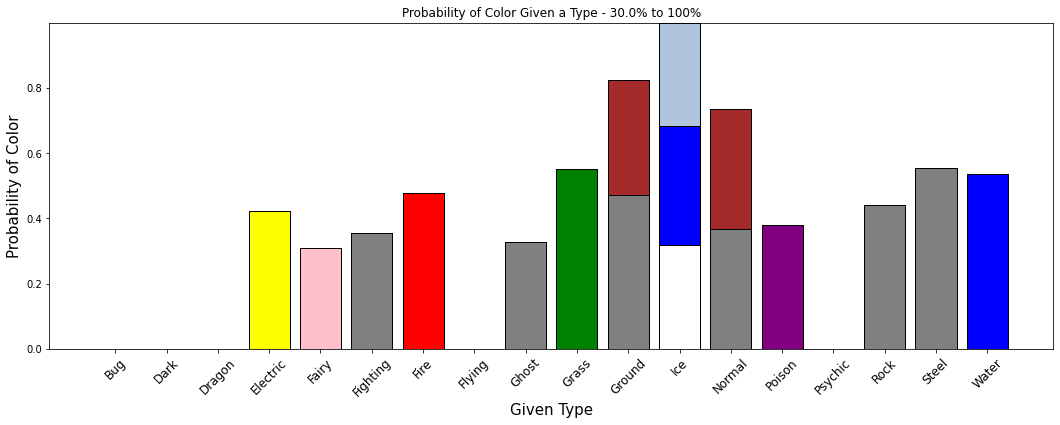 Probability of Color Given a Type - 30.0% to 100%
Probability of Color
0.8
0.6
0.4
0.2
0.0
Bug
Dark
Dragon
Electric
Fairy
Fighting
Fire
Flying
Ghost
Grass
Ground
Ice
Normal
Poison
Psychic
Rock
Steel
Water
Given Type